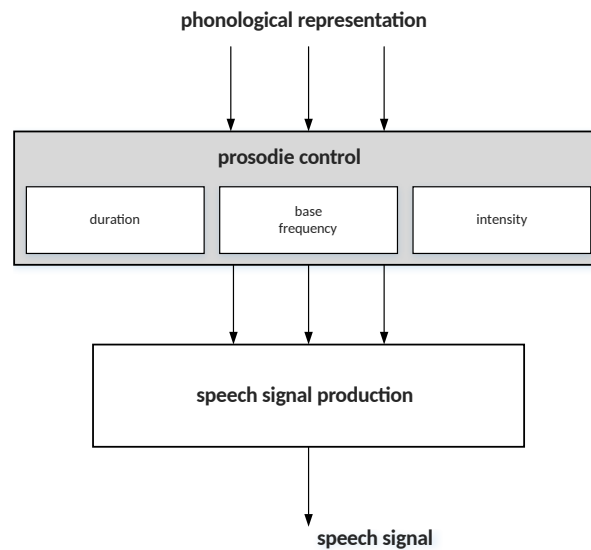 phonological representation
prosodie control
duration
base
frequency
intensity
speech signal production
speech signal